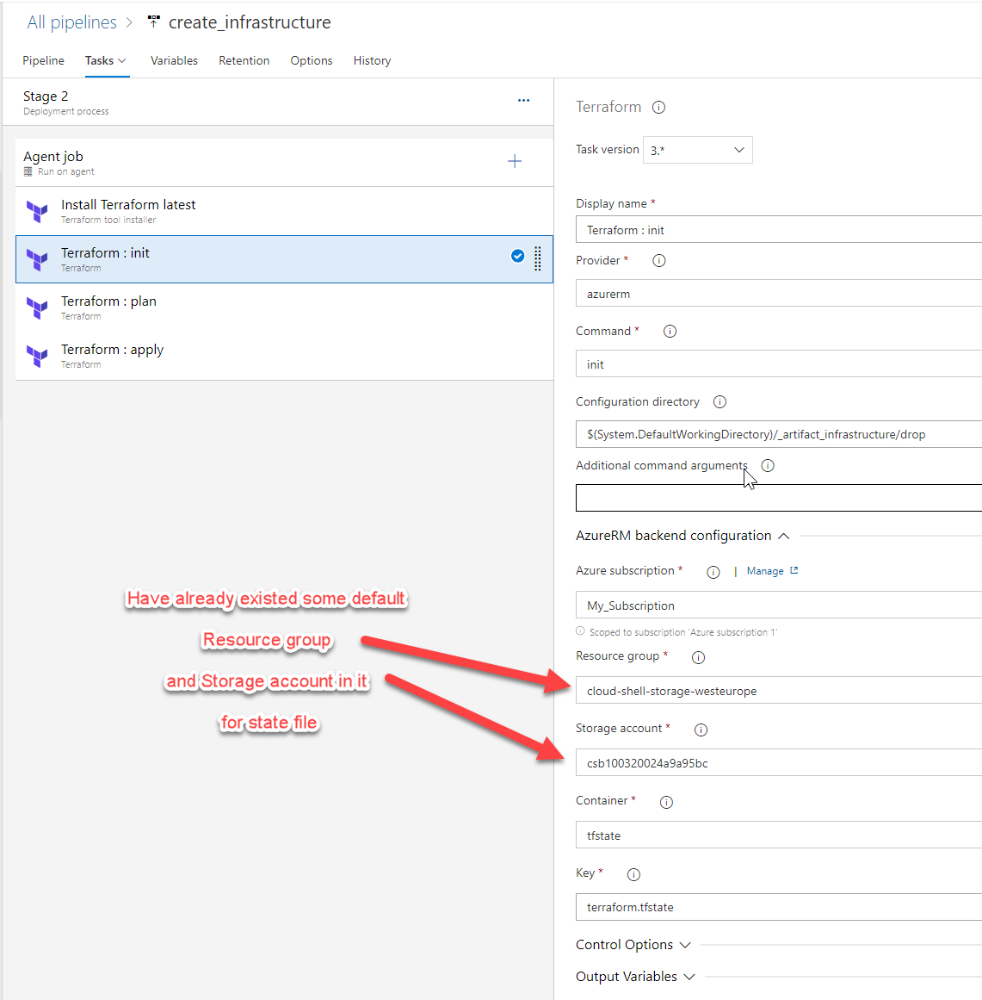 All pipelines > create_infrastructure
Pipeline Tasks Variables Retention Options History
Stage 2
Deployment process
Agent job
Run on agent
Install Terraform latest
Terraform tool installer
Terraform : init
Terraform
Terraform : plan
Terraform
Terraform : apply
Terraform
Have already existed some default
Resource group
and Storage account in it
for state file
Terraform
Task version 3.*
Display name *
Terraform : init
Provider *
azurerm
Command *
init
Configuration directory
$(System.DefaultWorkingDirectory)/_artifact_infrastructure/drop
Additional command arguments
AzureRM backend configuration
Azure subscription * | Manage
My_Subscription
Scoped to subscription 'Azure subscription 1'
Resource group *
cloud-shell-storage-westeurope
Storage account *
csb100320024a9a95bc
Container *
tfstate
Key *
terraform.tfstate
Control Options
Output Variables